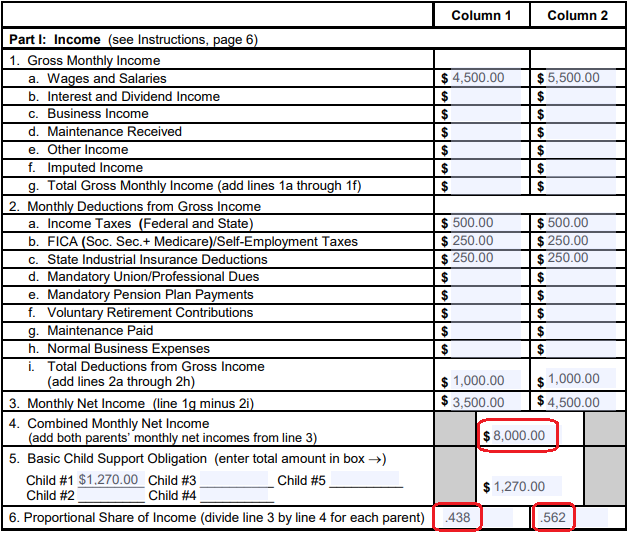 Column 1 Column 2
Part I: Income (see Instructions, page 6)
1. Gross Monthly Income
a. Wages and Salaries $ 4,500.00 $ 5,500.00
b. Interest and Dividend Income $ $
c. Business Income $ $
d. Maintenance Received $ $
e. Other Income $ $
f. Imputed Income $ $
g. Total Gross Monthly Income (add lines 1a through 1f) $ $
2. Monthly Deductions from Gross Income
a. Income Taxes (Federal and State) $ 500.00 $ 500.00
b. FICA (Soc. Sec.+ Medicare)/Self-Employment Taxes $ 250.00 $ 250.00
c. State Industrial Insurance Deductions $ 250.00 $ 250.00
d. Mandatory Union/Professional Dues $ $
e. Mandatory Pension Plan Payments $ $
f. Voluntary Retirement Contributions $ $
g. Maintenance Paid $ $
h. Normal Business Expenses $ $
i. Total Deductions from Gross Income
(add lines 2a through 2h) $ 1,000.00 $ 1,000.00
3. Monthly Net Income (line 1g minus 2i) $ 3,500.00 $ 4,500.00
4. Combined Monthly Net Income
(add both parents' monthly net incomes from line 3) $ 8,000.00
5. Basic Child Support Obligation (enter total amount in box →)
Child #1 $1,270.00 Child #3 Child #5 $ 1,270.00
Child #2 Child #4
6. Proportional Share of Income (divide line 3 by line 4 for each parent) .438 .562